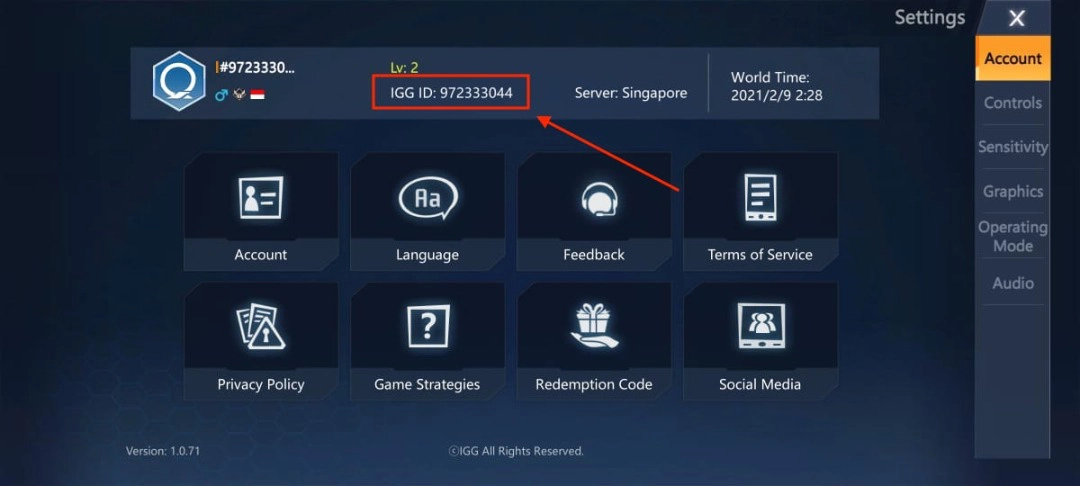 Settings
X
#9723330...
Lv: 2
IGG ID: 972333044
Server: Singapore
World Time:
2021/2/9 2:28
Account
Controls
Sensitivity
Graphics
Operating
Mode
Audio
Aa
Account
Language
Feedback
Terms of Service
?
Privacy Policy
Game Strategies
Redemption Code
Social Media
Version: 1.0.71
©IGG All Rights Reserved.